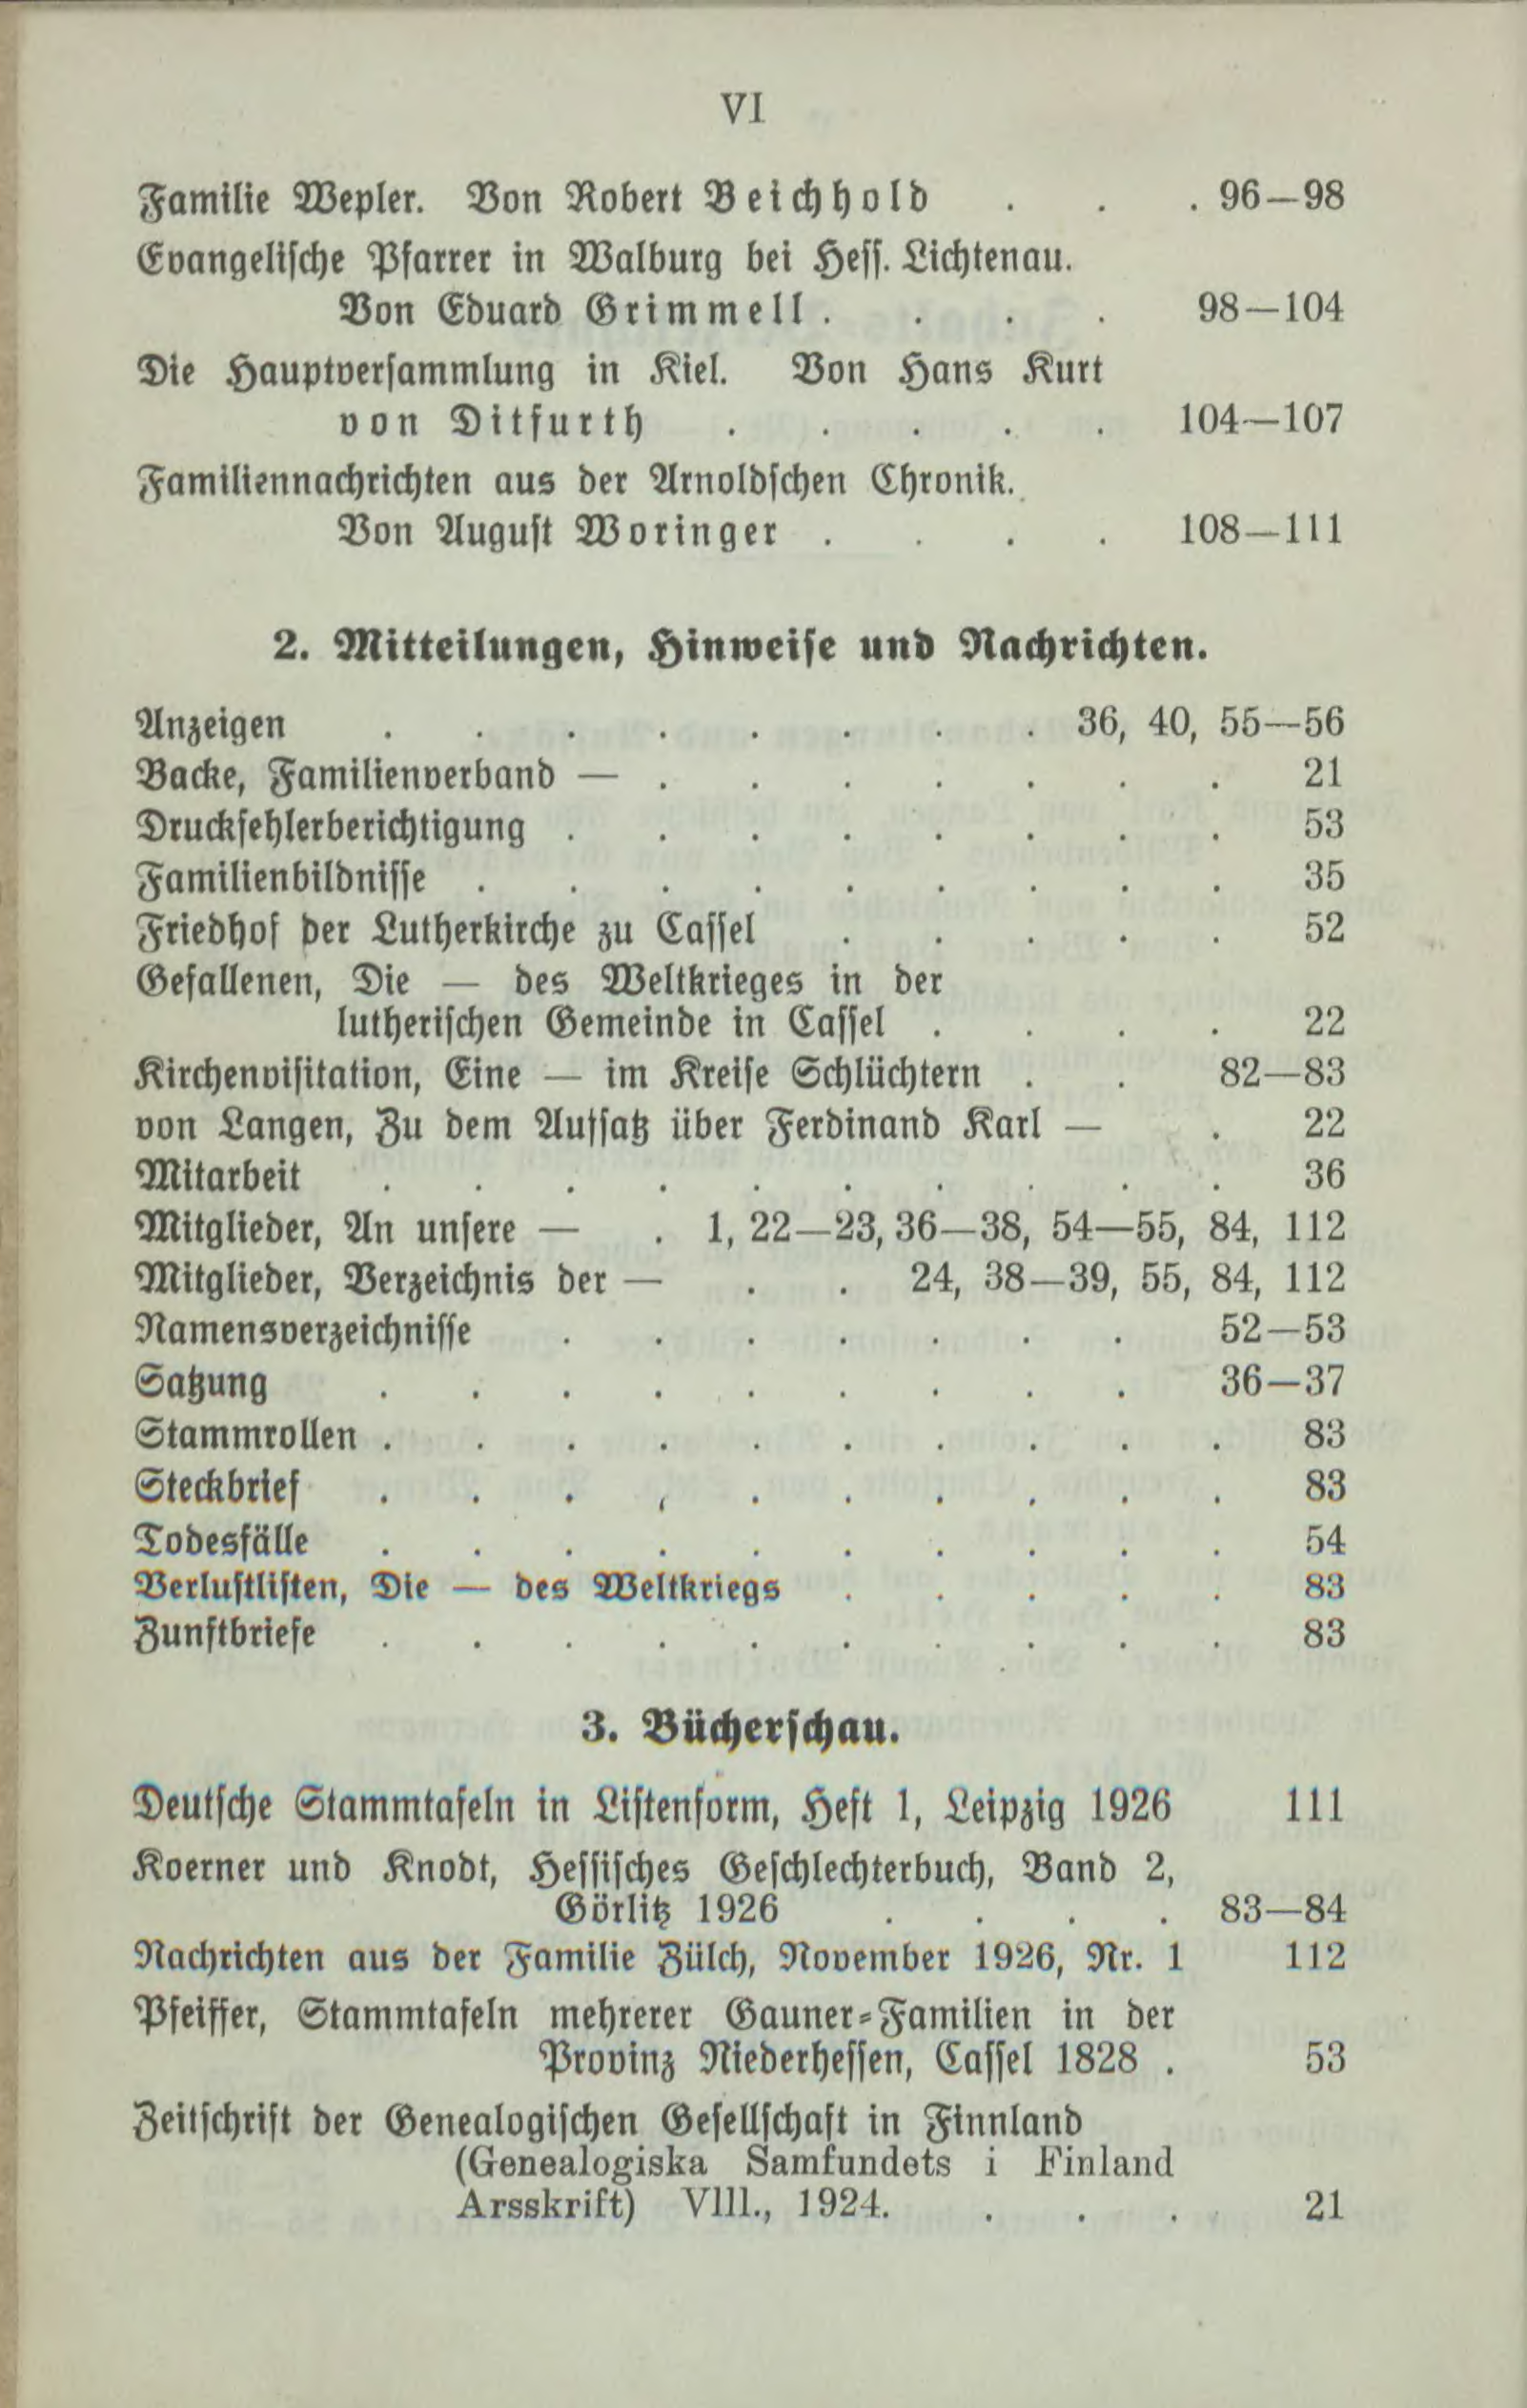 VI
Familie Wepler. Von Robert Beichhold . . . 96—98
Evangelische Pfarrer in Walburg bei Hess. Lichtenau.
Von Eduard Grimmell . . . . 98—104
Die Hauptversammlung in Kiel. Von Hans Kurt
von Ditfurth . . . . . 104—107
Familiennachrichten aus der Arnoldschen Chronik.
Von August Woringer . . . . 108—111
2. Mitteilungen, Hinweise und Nachrichten.
Anzeigen . . . . . . . . 36, 40, 55—56
Backe, Familienverband — . . . . . . . 21
Druckfehlerberichtigung . . . . . . . . 53
Familienbildnisse . . . . . . . . . 35
Friedhof der Lutherkirche zu Cassel . . . . . 52
Gefallenen, Die — des Weltkrieges in der
lutherischen Gemeinde in Cassel . . . . 22
Kirchenvisitation, Eine — im Kreise Schlüchtern . . 82—83
von Langen, Zu dem Aufsatz über Ferdinand Karl — . 22
Mitarbeit . . . . . . . . . . 36
Mitglieder, An unsere — . 1, 22—23, 36—38, 54—55, 84, 112
Mitglieder, Verzeichnis der — . . 24, 38—39, 55, 84, 112
Namensverzeichnisse . . . . . . . 52—53
Satzung . . . . . . . . . 36—37
Stammrollen . . . . . . . . . . 83
Steckbrief . . . . . . . . . . 83
Todesfälle . . . . . . . . . . 54
Verlustlisten, Die — des Weltkriegs . . . . . 83
Zunftbriefe . . . . . . . . . . 83
3. Bücherschau.
Deutsche Stammtafeln in Listenform, Heft 1, Leipzig 1926 111
Koerner und Knodt, Hessisches Geschlechterbuch, Band 2,
Görlitz 1926 . . . . 83—84
Nachrichten aus der Familie Zülch, November 1926, Nr. 1 112
Pfeiffer, Stammtafeln mehrerer Gauner-Familien in der
Provinz Niederhessen, Cassel 1828 . 53
Zeitschrift der Genealogischen Gesellschaft in Finnland
(Genealogiska Samfundets i Finland
Arsskrift) VIII., 1924. . . . 21